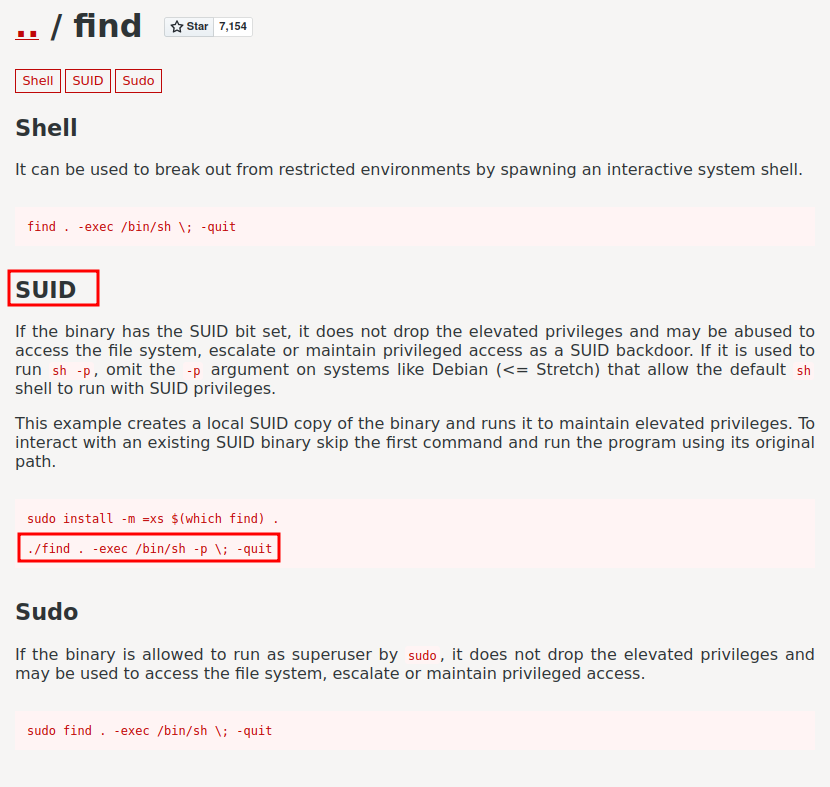 .. / find Star 7,154
Shell SUID Sudo
Shell
It can be used to break out from restricted environments by spawning an interactive system shell.
find . -exec /bin/sh \; -quit
SUID
If the binary has the SUID bit set, it does not drop the elevated privileges and may be abused to
access the file system, escalate or maintain privileged access as a SUID backdoor. If it is used to
run sh -p, omit the -p argument on systems like Debian (<= Stretch) that allow the default sh
shell to run with SUID privileges.
This example creates a local SUID copy of the binary and runs it to maintain elevated privileges. To
interact with an existing SUID binary skip the first command and run the program using its original
path.
sudo install -m =xs $(which find) .
./find . -exec /bin/sh -p \; -quit
Sudo
If the binary is allowed to run as superuser by sudo, it does not drop the elevated privileges and
may be used to access the file system, escalate or maintain privileged access.
sudo find . -exec /bin/sh \; -quit